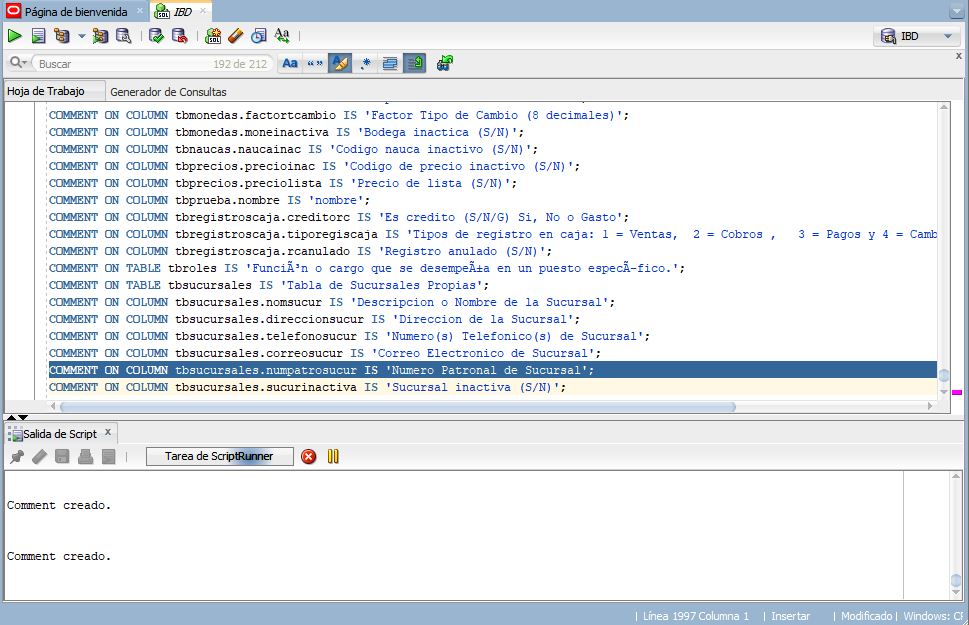 Página de bienvenida
IBD
IBD
Buscar
192 de 212
Aa
Hoja de Trabajo
Generador de Consultas
COMMENT ON COLUMN tbmonedas.factortcambio IS 'Factor Tipo de Cambio (8 decimales)';
COMMENT ON COLUMN tbmonedas.moneinactiva IS 'Bodega inactica (S/N)';
COMMENT ON COLUMN tbnaucas.naucainac IS 'Codigo nauca inactivo (S/N)';
COMMENT ON COLUMN tbprecios.precioinac IS 'Codigo de precio inactivo (S/N)';
COMMENT ON COLUMN tbprecios.preciolista IS 'Precio de lista (S/N)';
COMMENT ON COLUMN tbprueba.nombre IS 'nombre';
COMMENT ON COLUMN tbregistroscaja.creditorc IS 'Es credito (S/N/G) Si, No o Gasto';
COMMENT ON COLUMN tbregistroscaja.tiporegiscaja IS 'Tipos de registro en caja: 1 = Ventas,  2 = Cobros ,   3 = Pagos y 4 = Camb
COMMENT ON COLUMN tbregistroscaja.rcanulado IS 'Registro anulado (S/N)';
COMMENT ON TABLE tbroles IS 'FunciÃ³n o cargo que se desempeÃ±a en un puesto especÃ-fico.';
COMMENT ON TABLE tbsucursales IS 'Tabla de Sucursales Propias';
COMMENT ON COLUMN tbsucursales.nomsucur IS 'Descripcion o Nombre de la Sucursal';
COMMENT ON COLUMN tbsucursales.direccionsucur IS 'Direccion de la Sucursal';
COMMENT ON COLUMN tbsucursales.telefonosucur IS 'Numero(s) Telefonico(s) de Sucursal';
COMMENT ON COLUMN tbsucursales.correosucur IS 'Correo Electronico de Sucursal';
COMMENT ON COLUMN tbsucursales.numpatrosucur IS 'Numero Patronal de Sucursal';
COMMENT ON COLUMN tbsucursales.sucurinactiva IS 'Sucursal inactiva (S/N)';
Salida de Script
Tarea de ScriptRunner
Comment creado.
Comment creado.
| Línea 1997 Columna 1 | Insertar | Modificado | Windows: CF